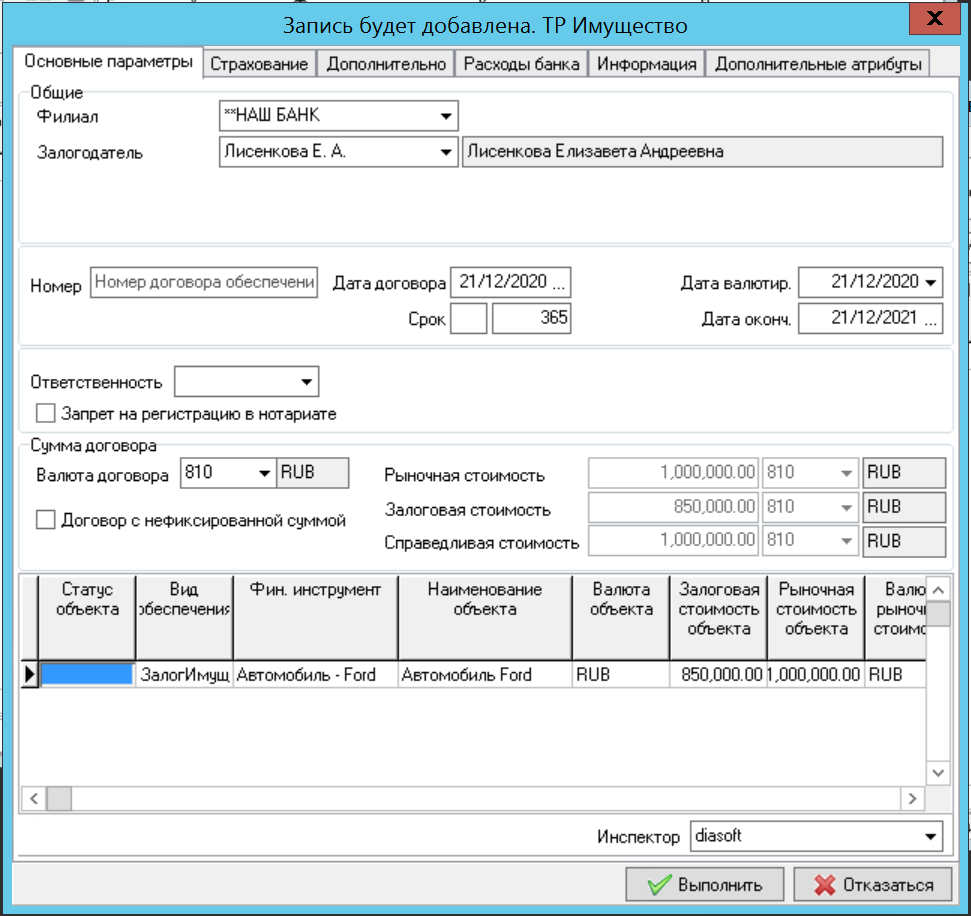 Запись будет добавлена. ТР Имущество
Основные параметры Страхование Дополнительно Расходы банка Информация Дополнительные атрибуты
Общие
Филиал **НАШ БАНК
Залогодатель Лисенкова Е. А. Лисенкова Елизавета Андреевна
Номер Номер договора обеспечени Дата договора 21/12/2020 ... Дата валютир. 21/12/2020
Срок 365 Дата оконч. 21/12/2021 ...
Ответственность
Запрет на регистрацию в нотариате
Сумма договора
Валюта договора 810 RUB Рыночная стоимость 1,000,000.00 810 RUB
Договор с нефиксированной суммой Залоговая стоимость 850,000.00 810 RUB
Справедливая стоимость 1,000,000.00 810 RUB
Статус Вид Фин. инструмент Наименование Валюта Залоговая Рыночная Валю
объекта обеспечения объекта объекта стоимость стоимость рыноч
объекта объекта стоимо
ЗалогИмущ Автомобиль - Ford Автомобиль Ford RUB 850,000.00 1,000,000.00 RUB
Инспектор diasoft
Выполнить Отказаться